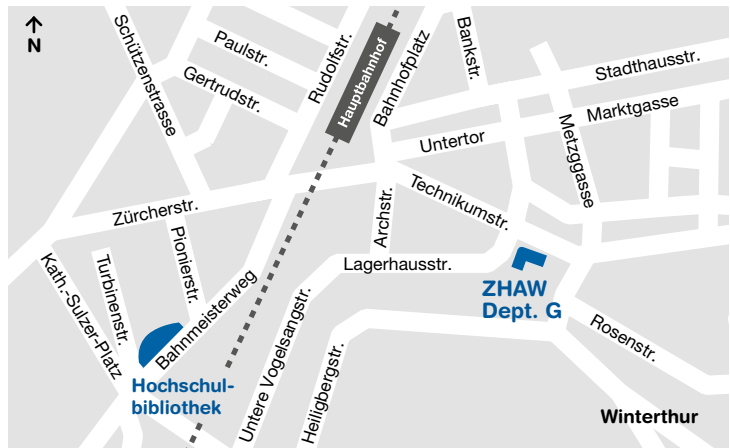 N
Schützenstrasse
Paulstr.
Gertrudstr.
Rudolfstr.
Hauptbahnhof
Bahnhofplatz
Bankstr.
Stadthausstr.
Marktgasse
Untertor
Metzggasse
Technikumstr.
Zürcherstr.
Archstr.
Pionierstr.
Lagerhausstr.
Kath.-Sulzer-Platz
Turbinenstr.
Bahnmeisterweg
ZHAW
Dept. G
Rosenstr.
Untere Vogelsangstr.
Heiligbergstr.
Hochschul-
bibliothek
Winterthur